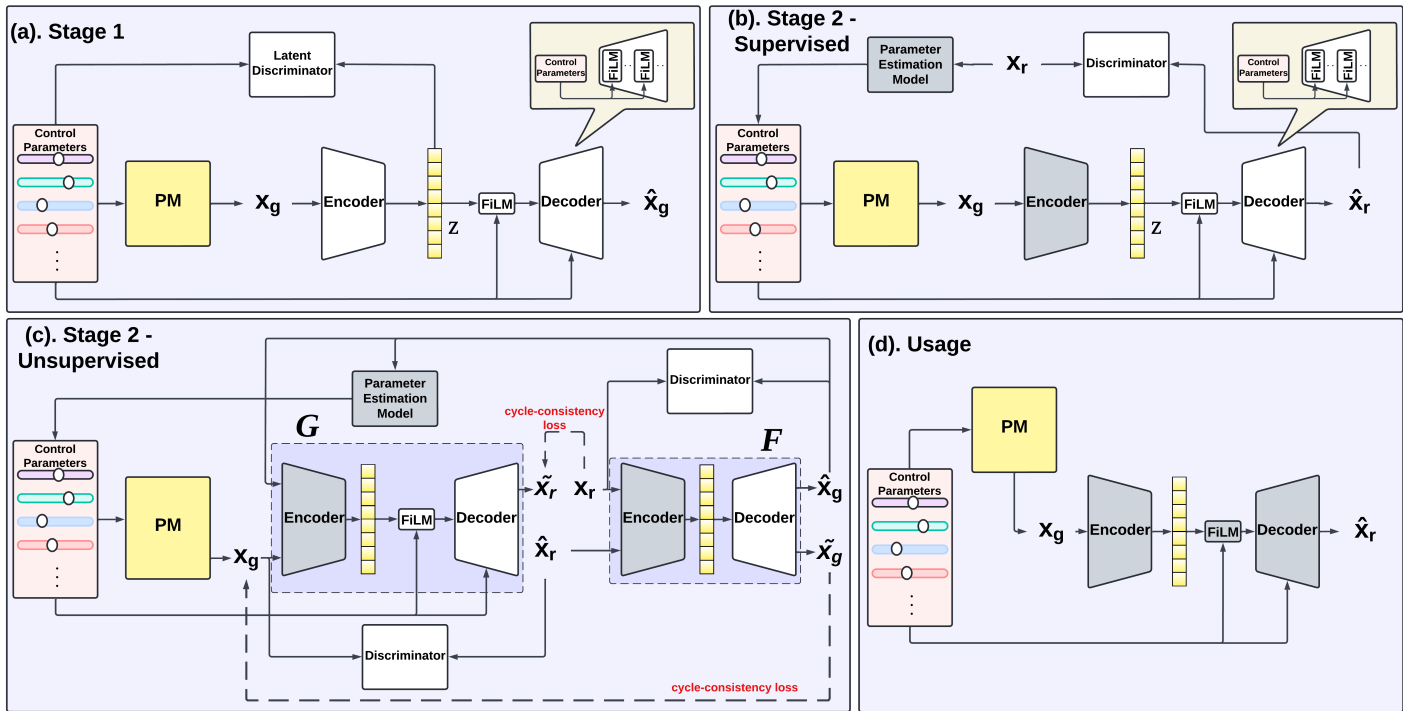 (a). Stage 1
Latent
Discriminator
Control
Parameters
FiLM
FiLM
Control
Parameters
PM
x_g
Encoder
z
FiLM
Decoder
x̂_g
(b). Stage 2 -
Supervised
Parameter
Estimation
Model
x_r
Discriminator
Control
Parameters
FiLM
FiLM
Control
Parameters
PM
x_g
Encoder
z
FiLM
Decoder
x̂_r
(c). Stage 2 -
Unsupervised
Parameter
Estimation
Model
Discriminator
cycle-consistency
loss
G
F
Control
Parameters
PM
x_g
Encoder
FiLM
Decoder
x̃_r
x_r
x̂_r
Encoder
Decoder
x̂_g
x̃_g
Discriminator
cycle-consistency loss
(d). Usage
PM
Control
Parameters
x_g
Encoder
FiLM
Decoder
x̂_r